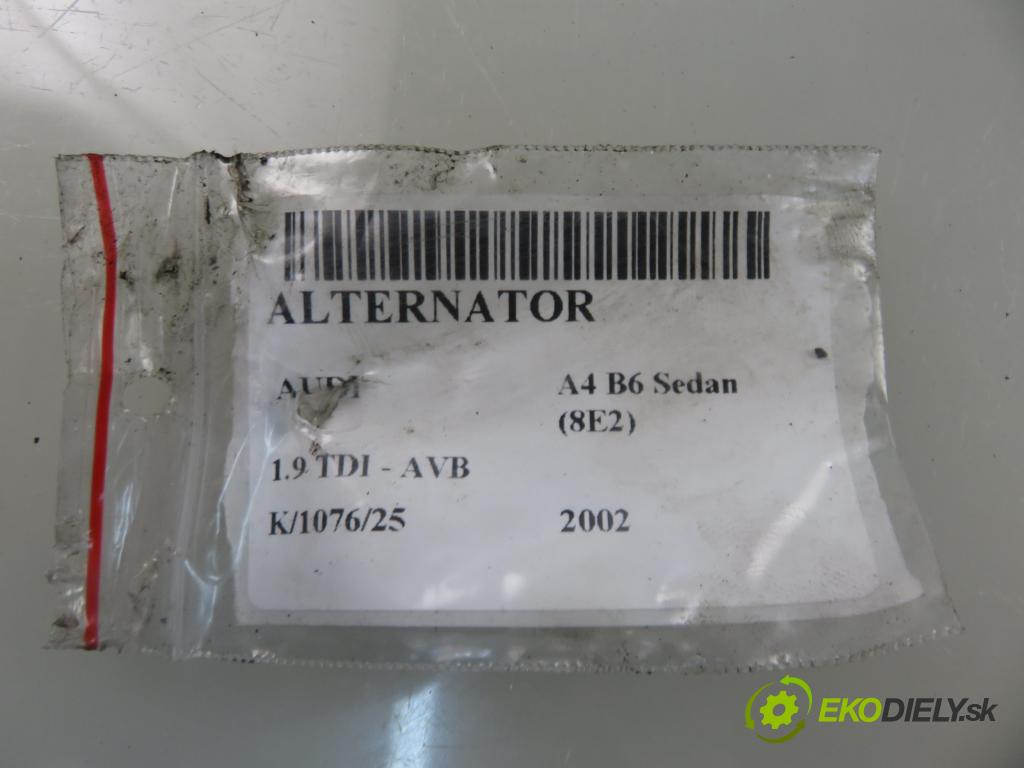 ALTERNATOR
AUDI A4 B6 Sedan
(8E2)
1.9 TDI - AVB
K/1076/25 2002
EKODIELY.sk